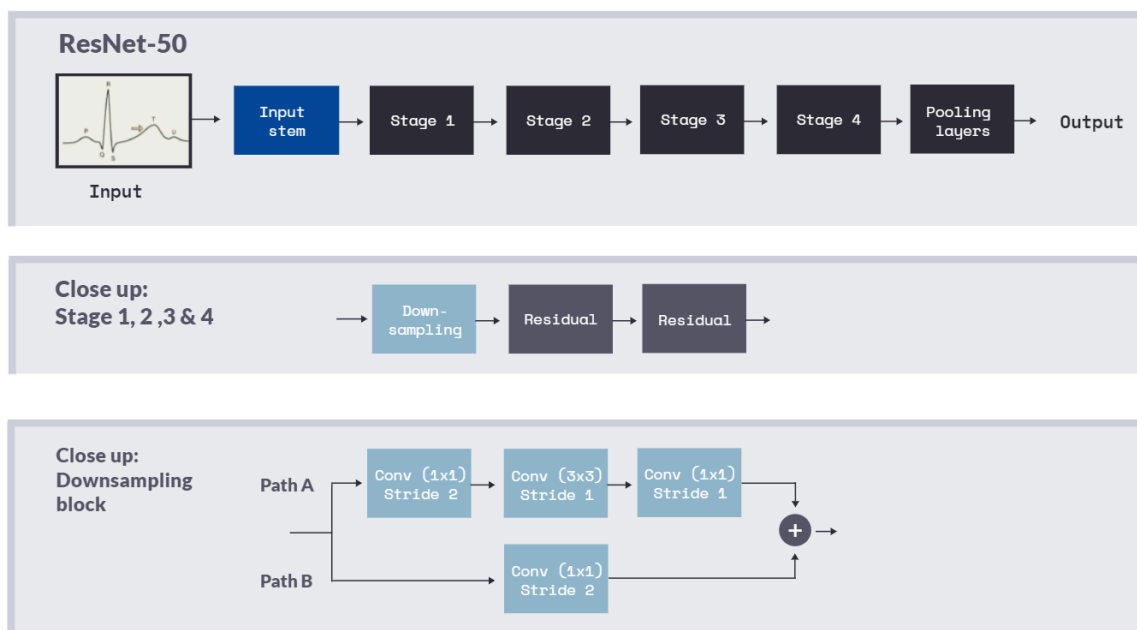 ResNet-50
R
P
T
U
Q
S
Input
Input
stem
Stage 1
Stage 2
Stage 3
Stage 4
Pooling
layers
Output
Close up:
Stage 1, 2 ,3 & 4
Down-
sampling
Residual
Residual
Close up:
Downsampling
block
Path A
Conv (1x1)
Stride 2
Conv (3x3)
Stride 1
Conv (1x1)
Stride 1
+
Path B
Conv (1x1)
Stride 2